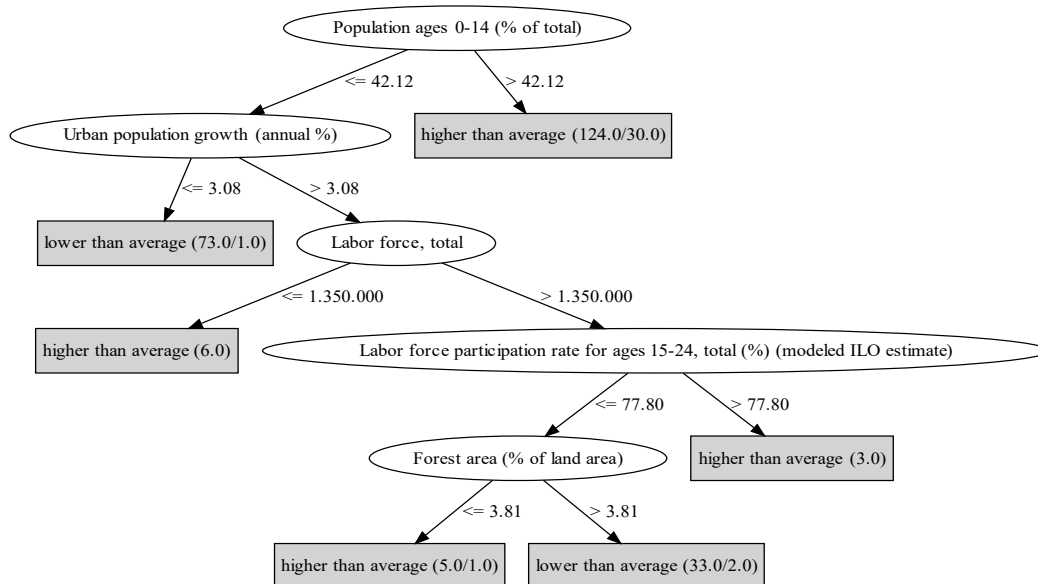 Population ages 0-14 (% of total)
<= 42.12
> 42.12
Urban population growth (annual %)
higher than average (124.0/30.0)
<= 3.08
> 3.08
lower than average (73.0/1.0)
Labor force, total
<= 1.350.000
> 1.350.000
higher than average (6.0)
Labor force participation rate for ages 15-24, total (%) (modeled ILO estimate)
<= 77.80
> 77.80
Forest area (% of land area)
higher than average (3.0)
<= 3.81
> 3.81
higher than average (5.0/1.0)
lower than average (33.0/2.0)